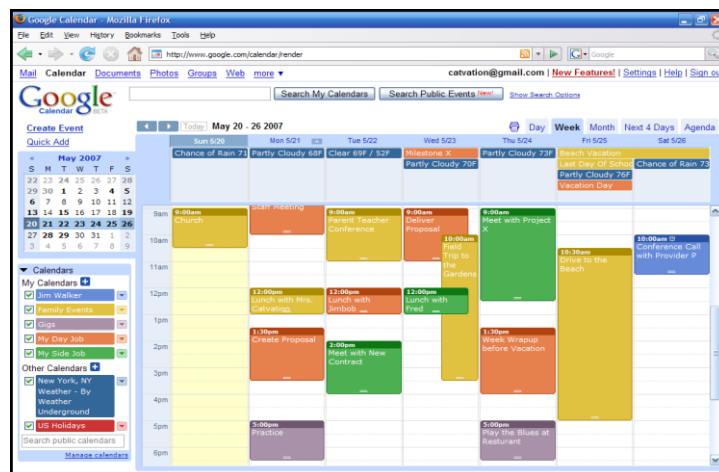 Google Calendar - Mozilla Firefox
File Edit View History Bookmarks Tools Help
http://www.google.com/calendar/render
Google
Mail Calendar Documents Photos Groups Web more ▼
catvation@gmail.com | New Features! | Settings | Help | Sign ou
Google
Calendar BETA
Search My Calendars
Search Public Events New!
Show Search Options
Create Event
Quick Add
Today May 20 - 26 2007
Day Week Month Next 4 Days Agenda
« May 2007 »
S M T W T F S
22 23 24 25 26 27 28
29 30 1 2 3 4 5
6 7 8 9 10 11 12
13 14 15 16 17 18 19
20 21 22 23 24 25 26
27 28 29 30 31 1 2
3 4 5 6 7 8 9
Calendars
My Calendars
Jim Walker
Family Events
Gigs
My Day Job
My Side Job
Other Calendars
New York, NY
Weather - By
Weather
Underground
US Holidays
Search public calendars
Manage calendars
Sun 5/20 Mon 5/21 Tue 5/22 Wed 5/23 Thu 5/24 Fri 5/25 Sat 5/26
Chance of Rain 71
Partly Cloudy 68F
Clear 69F / 52F
Milestone X
Partly Cloudy 70F
Partly Cloudy 73F
Beach Vacation
Last Day Of Schoo
Partly Cloudy 76F
Vacation Day
Chance of Rain 73
9am
10am
11am
12pm
1pm
2pm
3pm
4pm
5pm
6pm
9:00am
Church
Staff Meeting
12:00pm
Lunch with Mrs.
Catvation
1:30pm
Create Proposal
5:00pm
Practice
9:00am
Parent Teacher
Conference
12:00pm
Lunch with
Jimbob
2:00pm
Meet with New
Contract
9:00am
Deliver
Proposal
10:00am
Field
Trip to
the
Gardens
12:00pm
Lunch with
Fred
9:00am
Meet with Project
X
1:30pm
Week Wrapup
before Vacation
5:00pm
Play the Blues at
Resturant
10:30am
Drive to the
Beach
10:00am
Conference Call
with Provider P